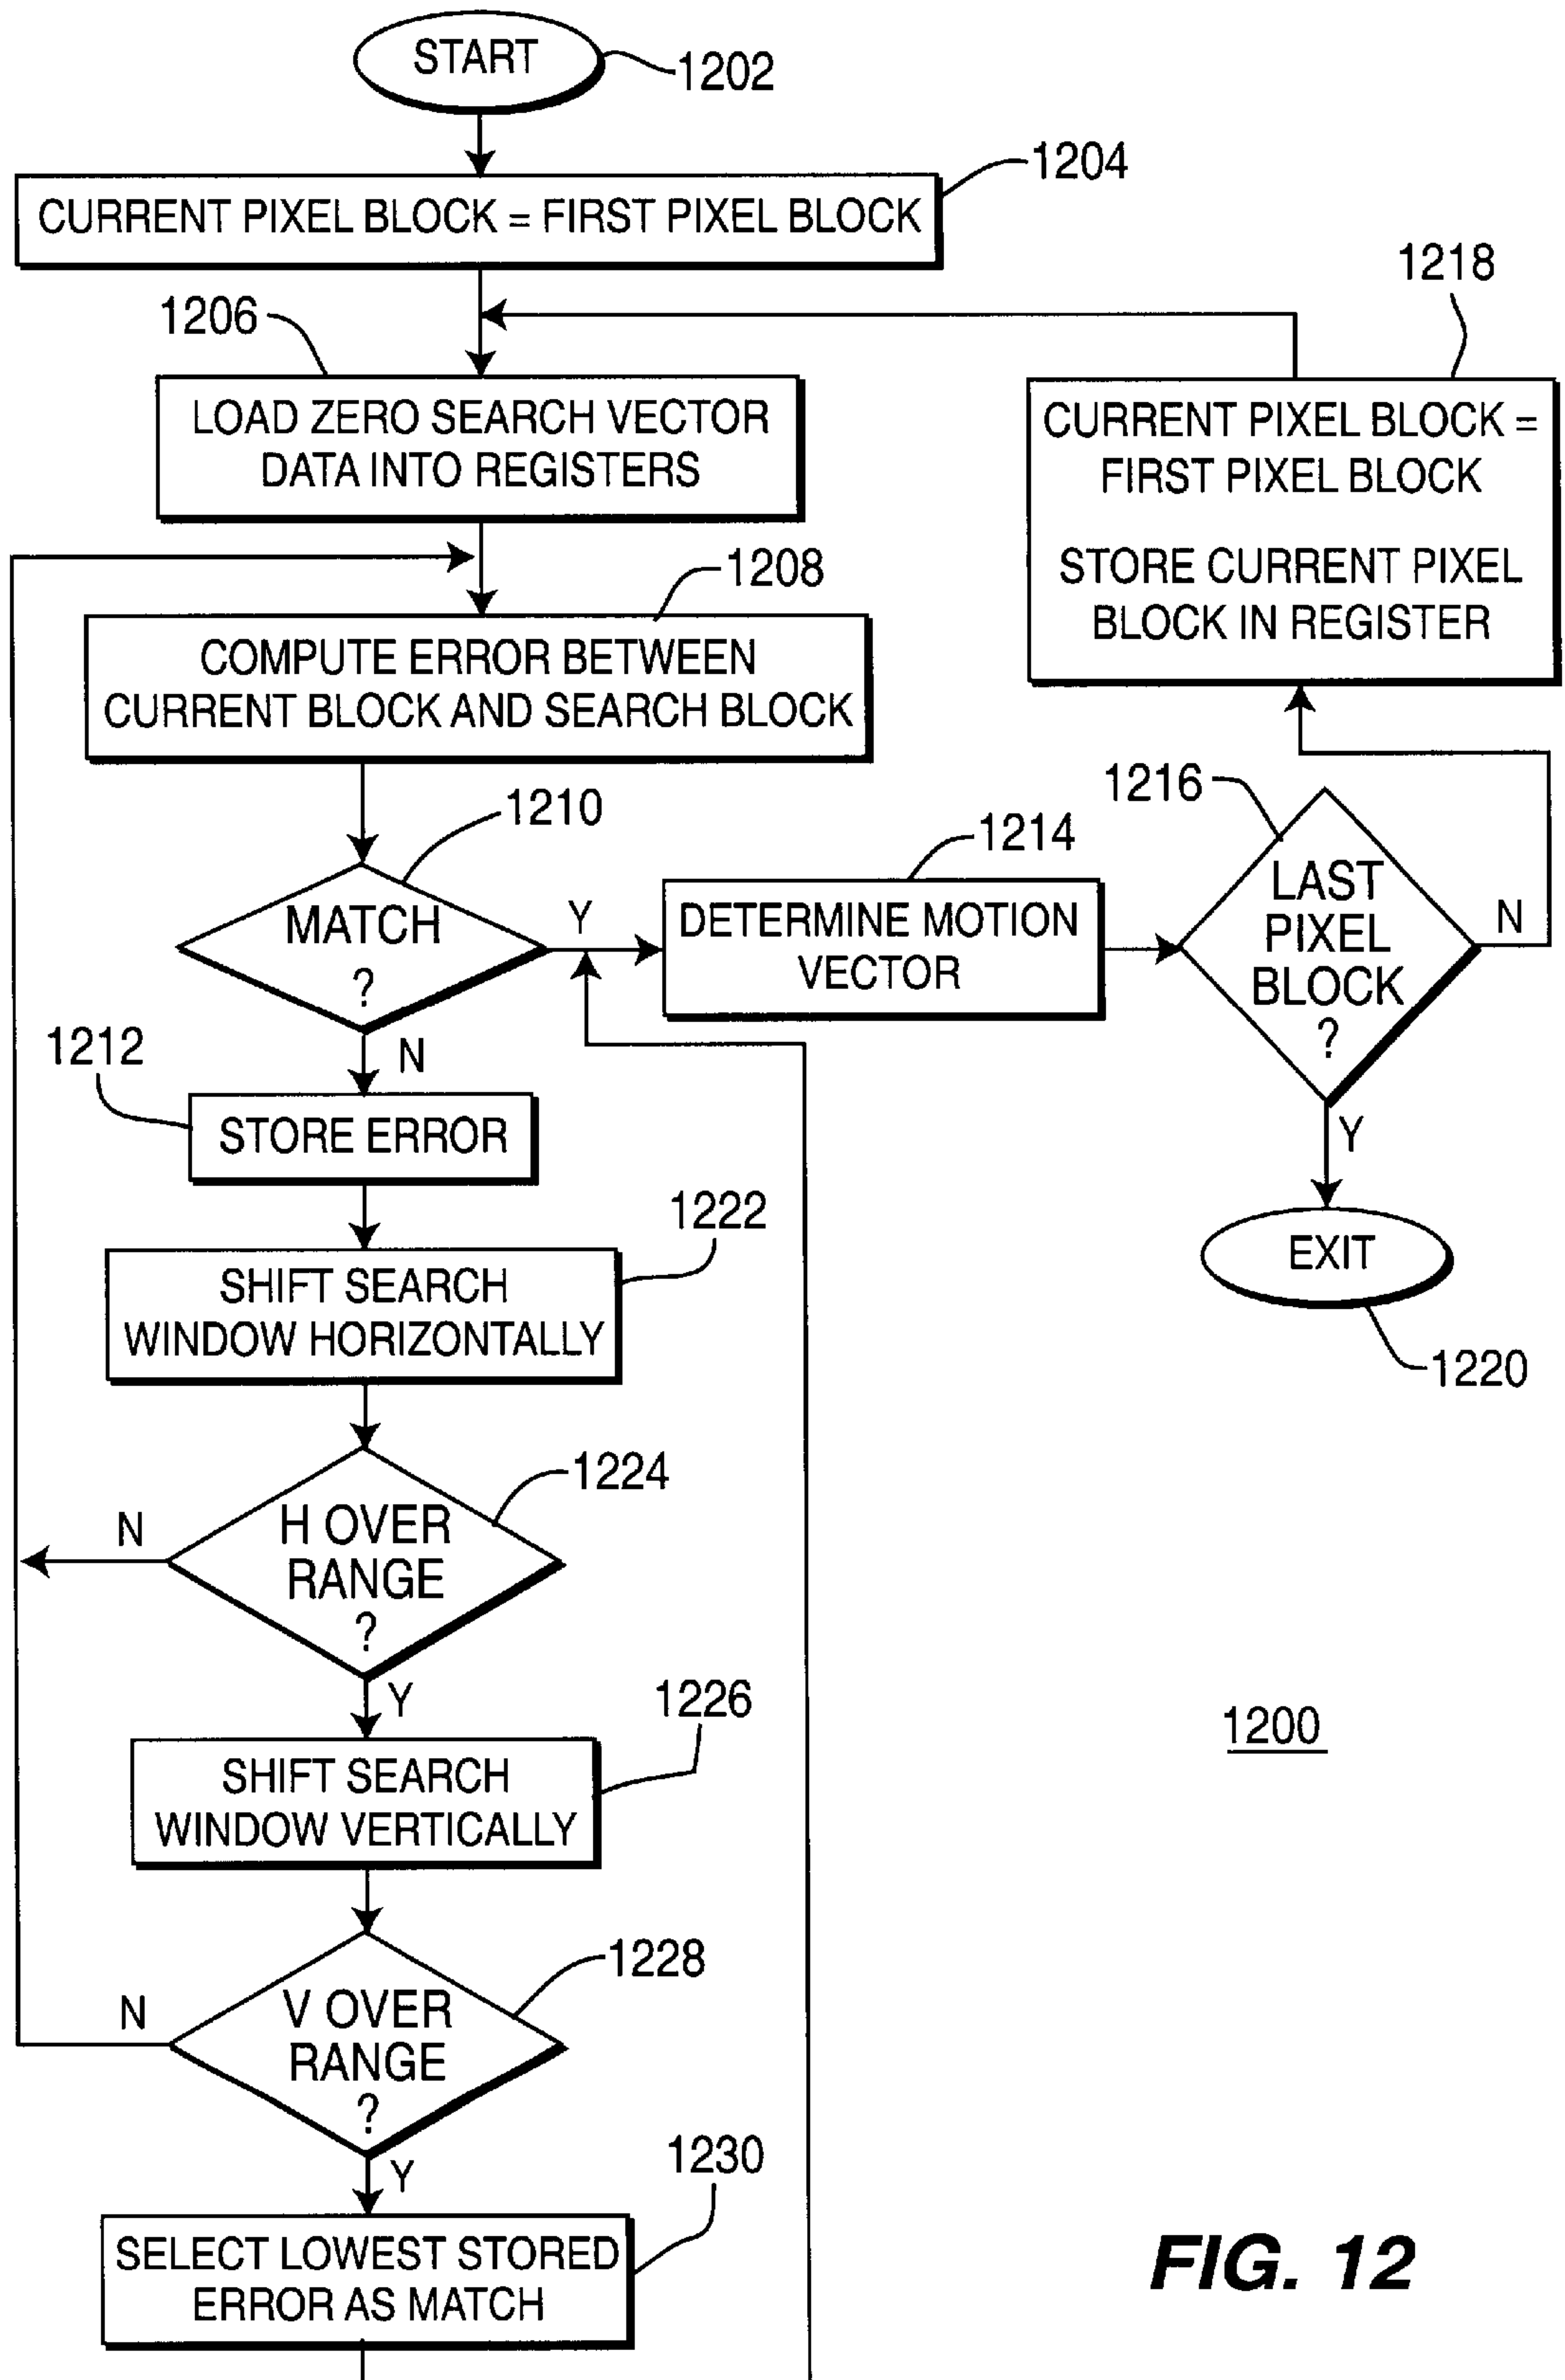 START
1202
1204
CURRENT PIXEL BLOCK = FIRST PIXEL BLOCK
1206
LOAD ZERO SEARCH VECTOR
DATA INTO REGISTERS
1218
CURRENT PIXEL BLOCK =
FIRST PIXEL BLOCK
STORE CURRENT PIXEL
BLOCK IN REGISTER
1208
COMPUTE ERROR BETWEEN
CURRENT BLOCK AND SEARCH BLOCK
1210
MATCH
?
Y
N
1214
DETERMINE MOTION
VECTOR
1216
LAST
PIXEL
BLOCK
?
N
Y
EXIT
1220
1212
STORE ERROR
1222
SHIFT SEARCH
WINDOW HORIZONTALLY
1224
H OVER
RANGE
?
N
Y
1226
SHIFT SEARCH
WINDOW VERTICALLY
1228
V OVER
RANGE
?
N
Y
1230
SELECT LOWEST STORED
ERROR AS MATCH
1200
FIG. 12